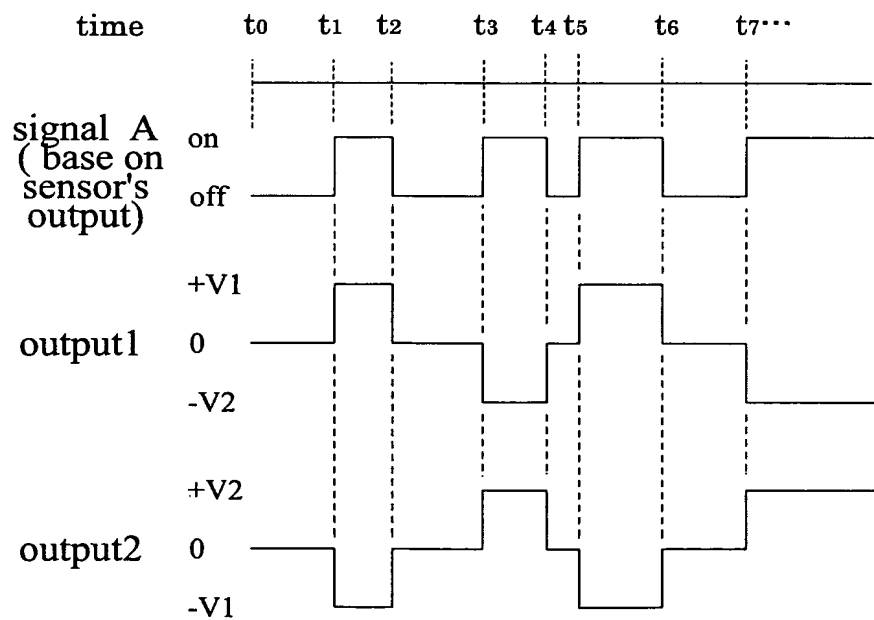 time t0 t1 t2 t3 t4 t5 t6 t7···
signal A
( base on
sensor's
output)
on
off
+V1
output1 0
-V2
+V2
output2 0
-V1